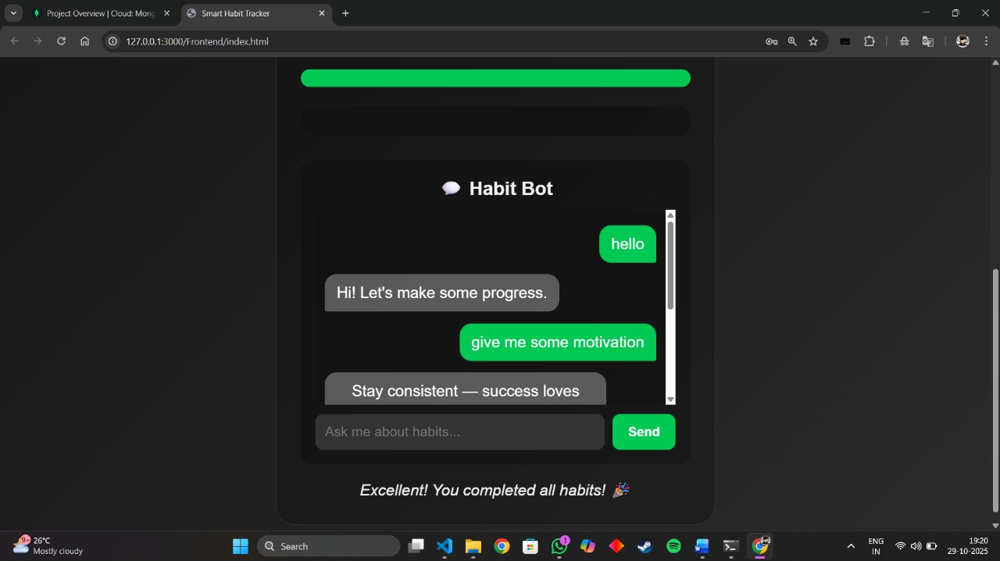 Project Overview | Cloud: Mong
Smart Habit Tracker
127.0.0.1:3000/Frontend/index.html
Habit Bot
hello
Hi! Let's make some progress.
give me some motivation
Stay consistent — success loves
Ask me about habits...
Send
Excellent! You completed all habits! 🎉
9+
26°C
Mostly cloudy
Search
1
ENG
IN
19:20
29-10-2025